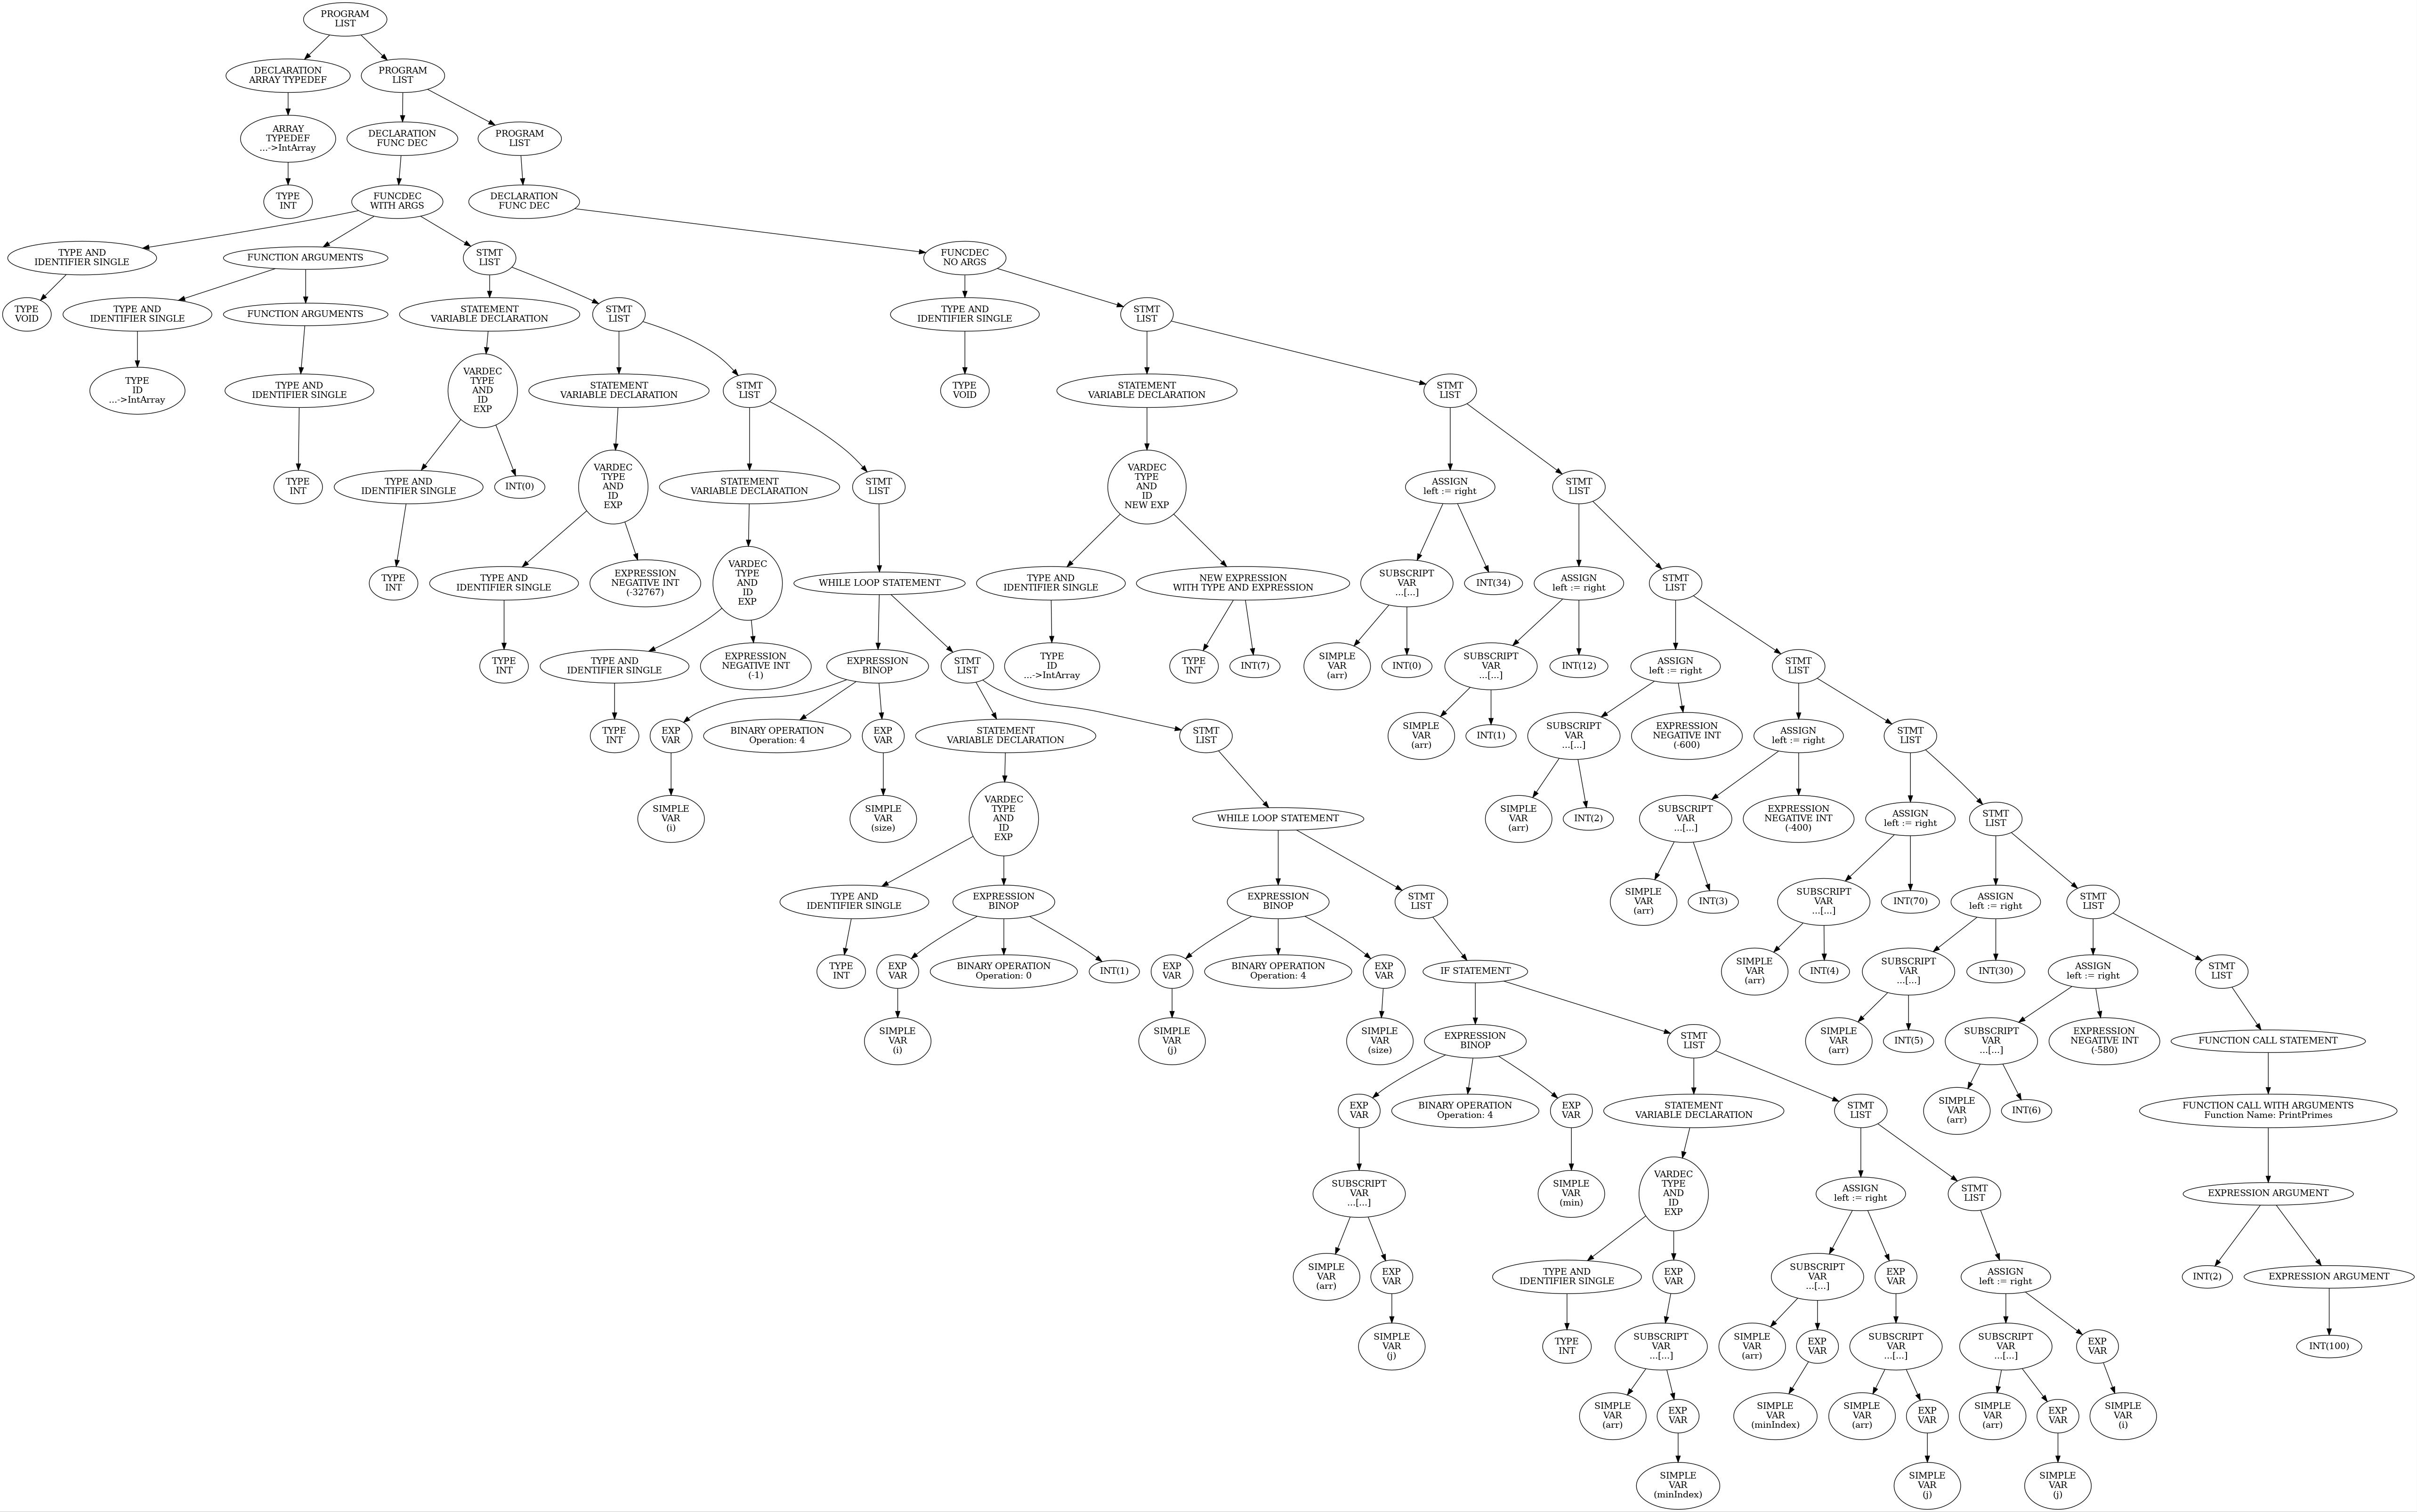 PROGRAM
LIST
DECLARATION
ARRAY TYPEDEF
PROGRAM
LIST
ARRAY
TYPEDEF
...->IntArray
DECLARATION
FUNC DEC
PROGRAM
LIST
TYPE
INT
FUNCDEC
WITH ARGS
DECLARATION
FUNC DEC
TYPE AND
IDENTIFIER SINGLE
FUNCTION ARGUMENTS
STMT
LIST
FUNCDEC
NO ARGS
TYPE
VOID
TYPE AND
IDENTIFIER SINGLE
FUNCTION ARGUMENTS
STATEMENT
VARIABLE DECLARATION
STMT
LIST
TYPE AND
IDENTIFIER SINGLE
STMT
LIST
TYPE
ID
...->IntArray
TYPE AND
IDENTIFIER SINGLE
VARDEC
TYPE
AND
ID
EXP
STATEMENT
VARIABLE DECLARATION
STMT
LIST
TYPE
VOID
STATEMENT
VARIABLE DECLARATION
STMT
LIST
TYPE
INT
TYPE AND
IDENTIFIER SINGLE
INT(0)
VARDEC
TYPE
AND
ID
EXP
STATEMENT
VARIABLE DECLARATION
STMT
LIST
VARDEC
TYPE
AND
ID
NEW EXP
ASSIGN
left := right
STMT
LIST
TYPE
INT
TYPE AND
IDENTIFIER SINGLE
EXPRESSION
NEGATIVE INT
(-32767)
VARDEC
TYPE
AND
ID
EXP
WHILE LOOP STATEMENT
TYPE AND
IDENTIFIER SINGLE
NEW EXPRESSION
WITH TYPE AND EXPRESSION
SUBSCRIPT
VAR
...[...]
INT(34)
ASSIGN
left := right
STMT
LIST
TYPE
INT
TYPE AND
IDENTIFIER SINGLE
EXPRESSION
NEGATIVE INT
(-1)
EXPRESSION
BINOP
STMT
LIST
TYPE
ID
...->IntArray
TYPE
INT
INT(7)
SIMPLE
VAR
(arr)
INT(0)
SUBSCRIPT
VAR
...[...]
INT(12)
ASSIGN
left := right
STMT
LIST
TYPE
INT
EXP
VAR
BINARY OPERATION
Operation: 4
EXP
VAR
STATEMENT
VARIABLE DECLARATION
STMT
LIST
SIMPLE
VAR
(arr)
INT(1)
SUBSCRIPT
VAR
...[...]
EXPRESSION
NEGATIVE INT
(-600)
ASSIGN
left := right
STMT
LIST
SIMPLE
VAR
(i)
SIMPLE
VAR
(size)
VARDEC
TYPE
AND
ID
EXP
WHILE LOOP STATEMENT
SIMPLE
VAR
(arr)
INT(2)
SUBSCRIPT
VAR
...[...]
EXPRESSION
NEGATIVE INT
(-400)
ASSIGN
left := right
STMT
LIST
TYPE AND
IDENTIFIER SINGLE
EXPRESSION
BINOP
EXPRESSION
BINOP
STMT
LIST
SIMPLE
VAR
(arr)
INT(3)
SUBSCRIPT
VAR
...[...]
INT(70)
ASSIGN
left := right
STMT
LIST
TYPE
INT
EXP
VAR
BINARY OPERATION
Operation: 0
INT(1)
EXP
VAR
BINARY OPERATION
Operation: 4
EXP
VAR
IF STATEMENT
SIMPLE
VAR
(arr)
INT(4)
SUBSCRIPT
VAR
...[...]
INT(30)
ASSIGN
left := right
STMT
LIST
SIMPLE
VAR
(i)
SIMPLE
VAR
(j)
SIMPLE
VAR
(size)
EXPRESSION
BINOP
STMT
LIST
SIMPLE
VAR
(arr)
INT(5)
SUBSCRIPT
VAR
...[...]
EXPRESSION
NEGATIVE INT
(-580)
FUNCTION CALL STATEMENT
EXP
VAR
BINARY OPERATION
Operation: 4
EXP
VAR
STATEMENT
VARIABLE DECLARATION
STMT
LIST
SIMPLE
VAR
(arr)
INT(6)
FUNCTION CALL WITH ARGUMENTS
Function Name: PrintPrimes
SUBSCRIPT
VAR
...[...]
SIMPLE
VAR
(min)
VARDEC
TYPE
AND
ID
EXP
ASSIGN
left := right
STMT
LIST
EXPRESSION ARGUMENT
SIMPLE
VAR
(arr)
EXP
VAR
TYPE AND
IDENTIFIER SINGLE
EXP
VAR
SUBSCRIPT
VAR
...[...]
EXP
VAR
ASSIGN
left := right
INT(2)
EXPRESSION ARGUMENT
SIMPLE
VAR
(j)
TYPE
INT
SUBSCRIPT
VAR
...[...]
SIMPLE
VAR
(arr)
EXP
VAR
SUBSCRIPT
VAR
...[...]
SUBSCRIPT
VAR
...[...]
EXP
VAR
INT(100)
SIMPLE
VAR
(arr)
EXP
VAR
SIMPLE
VAR
(minIndex)
SIMPLE
VAR
(arr)
EXP
VAR
SIMPLE
VAR
(arr)
EXP
VAR
SIMPLE
VAR
(i)
SIMPLE
VAR
(minIndex)
SIMPLE
VAR
(j)
SIMPLE
VAR
(j)